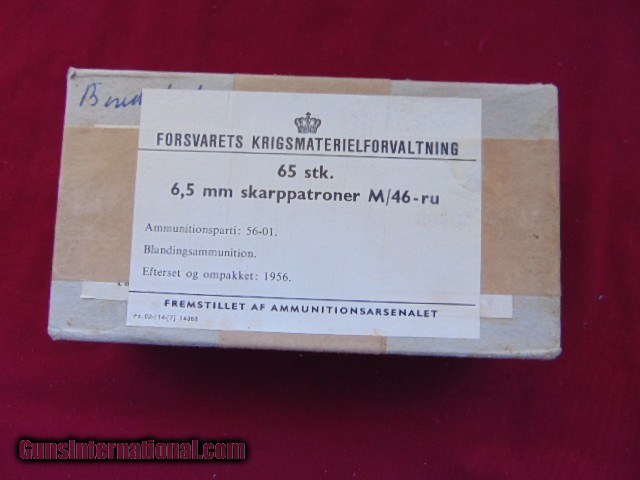 FORSVARETS KRIGSMATERIELFORVALTNING
65 stk.
6,5 mm skarppatroner M/46-ru
Ammunitionsparti: 56-01.
Blandingsammunition.
Efterset og ompakket: 1956.
FREMSTILLET AF AMMUNITIONSARSENALET
GunsInternational.com